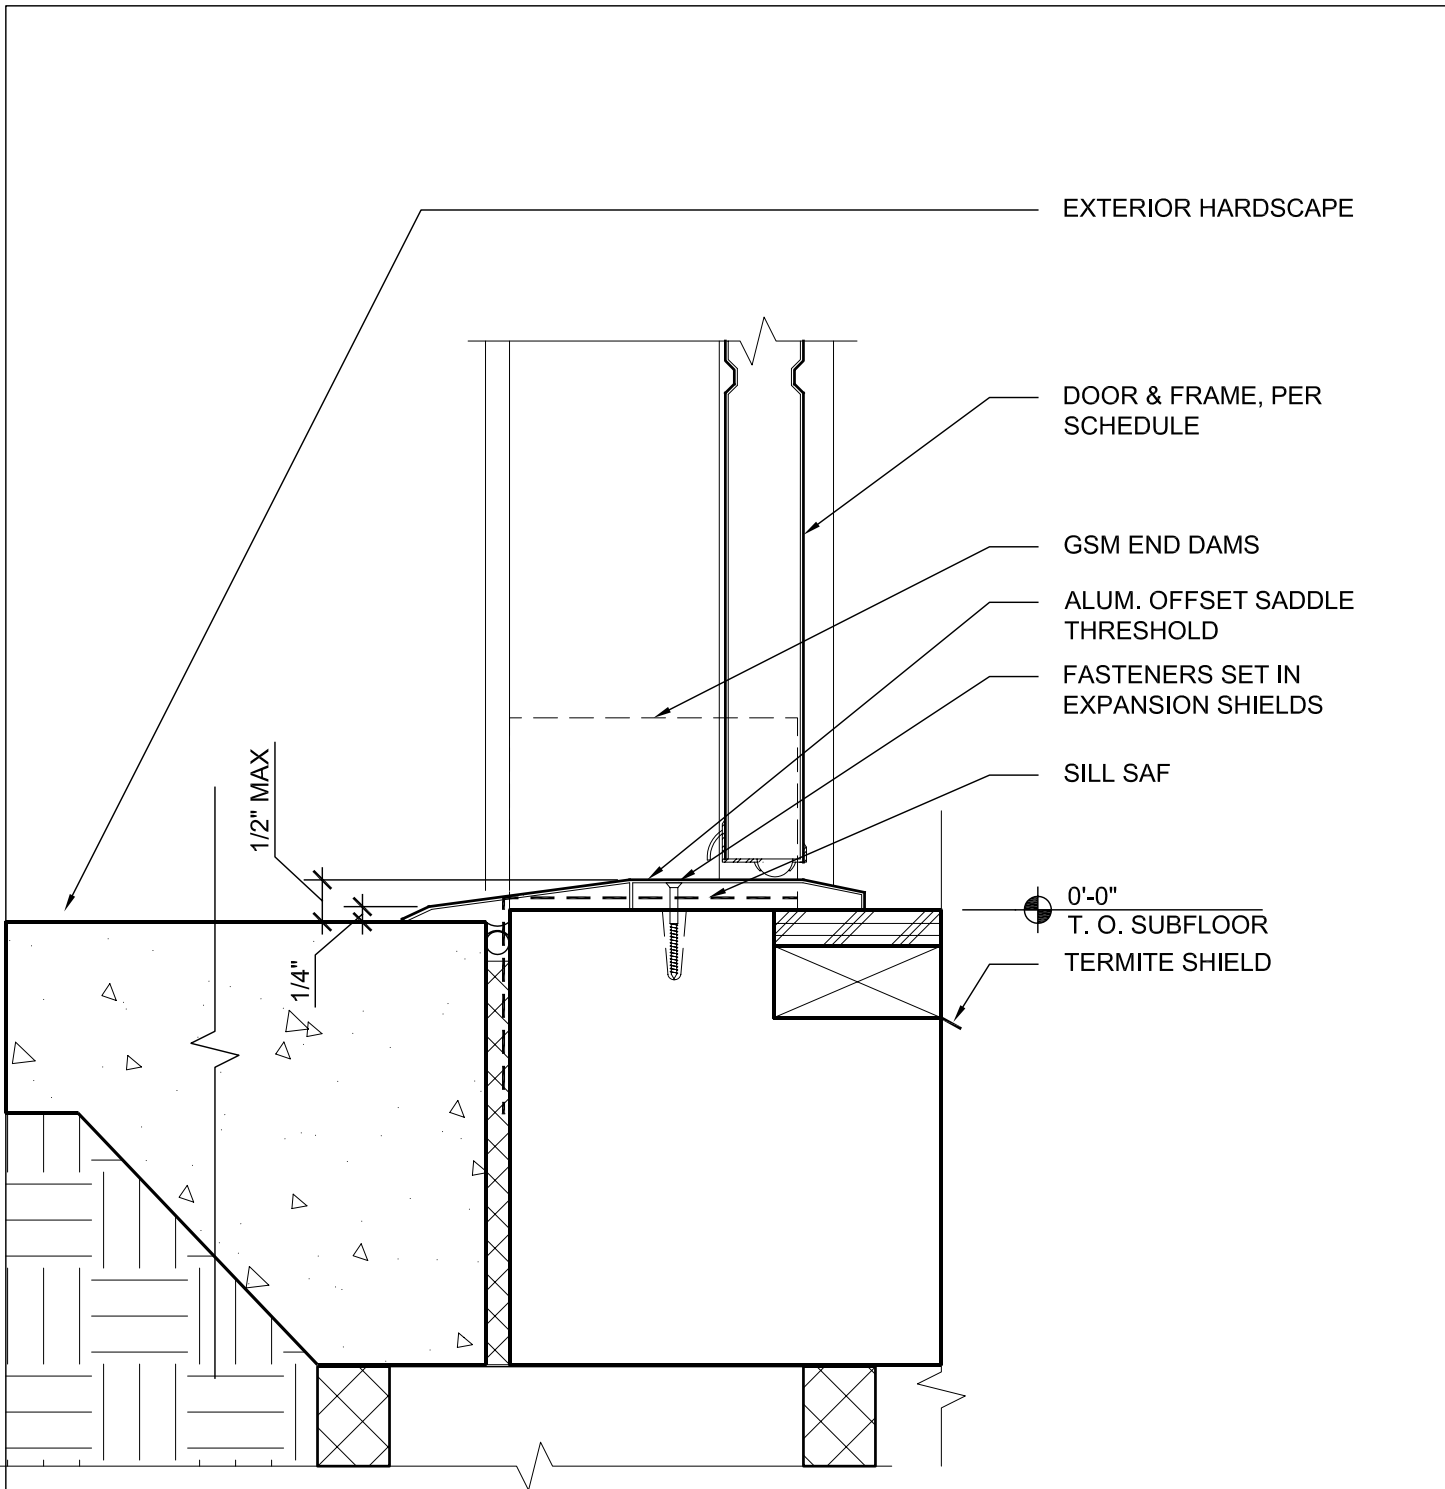 EXTERIOR HARDSCAPE
DOOR & FRAME, PER
SCHEDULE
GSM END DAMS
ALUM. OFFSET SADDLE
THRESHOLD
FASTENERS SET IN
EXPANSION SHIELDS
SILL SAF
1/2" MAX
1/4"
0'-0"
T. O. SUBFLOOR
TERMITE SHIELD